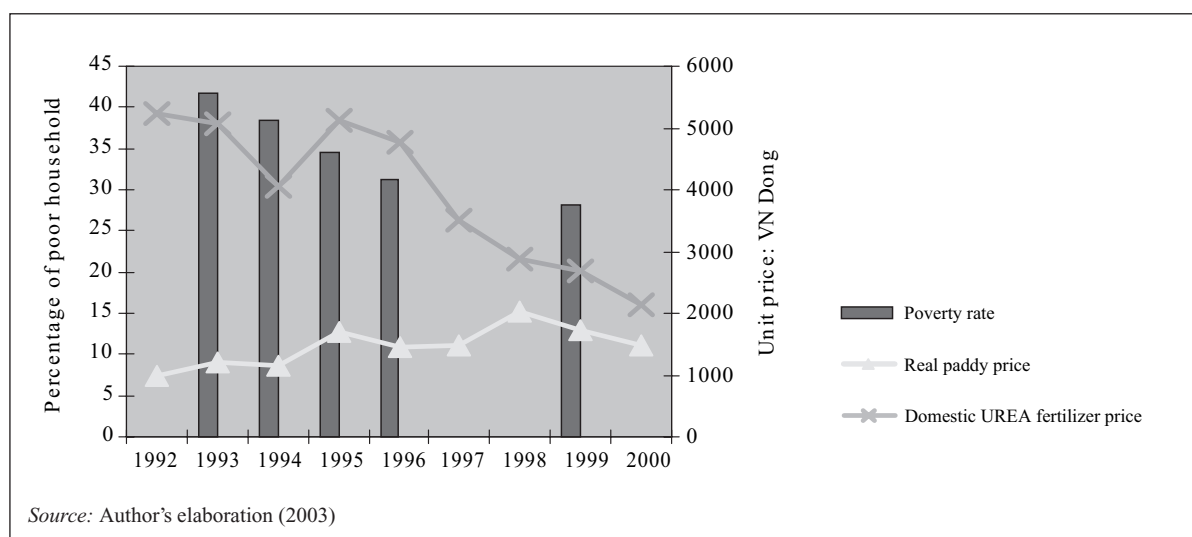 45
40
35
30
25
20
15
10
5
0
Percentage of poor household
6000
5000
4000
3000
2000
1000
0
Unit price: VN Dong
1992 1993 1994 1995 1996 1997 1998 1999 2000
Poverty rate
Real paddy price
Domestic UREA fertilizer price
Source: Author’s elaboration (2003)